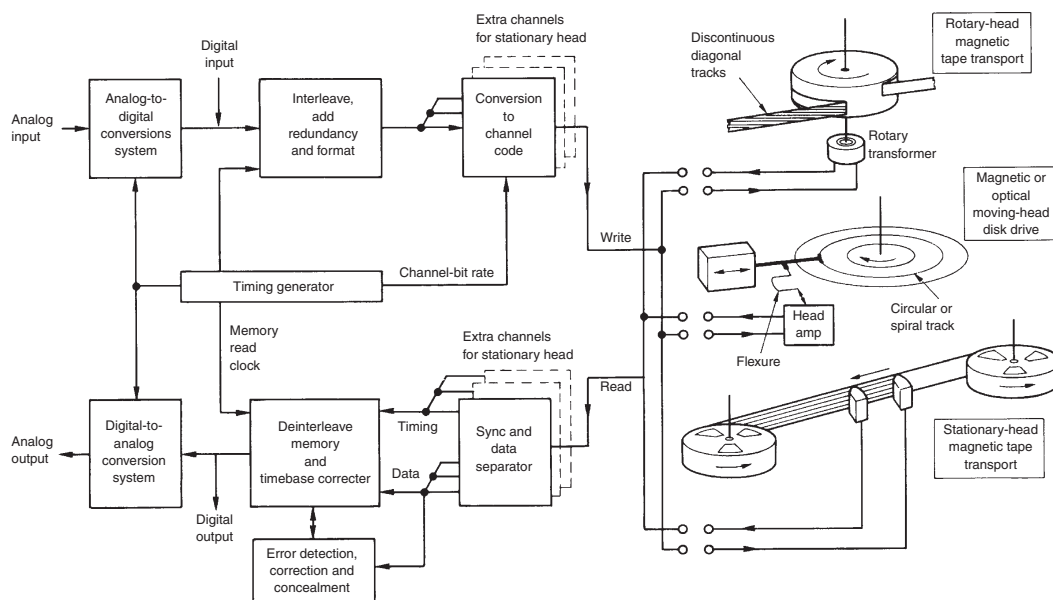 Extra channels
for stationary head
Digital
input
Analog
input
Analog-to-
digital
conversions
system
Interleave,
add
redundancy
and format
Conversion
to
channel
code
Discontinuous
diagonal
tracks
Rotary-head
magnetic
tape transport
Rotary
transformer
Write
Magnetic or
optical
moving-head
disk drive
Timing generator
Channel-bit rate
Memory
read
clock
Circular or
spiral track
Head
amp
Flexure
Extra channels
for stationary head
Read
Analog
output
Digital-to-
analog
conversion
system
Deinterleave
memory
and
timebase correcter
Timing
Data
Sync and
data
separator
Stationary-head
magnetic tape
transport
Digital
output
Error detection,
correction and
concealment